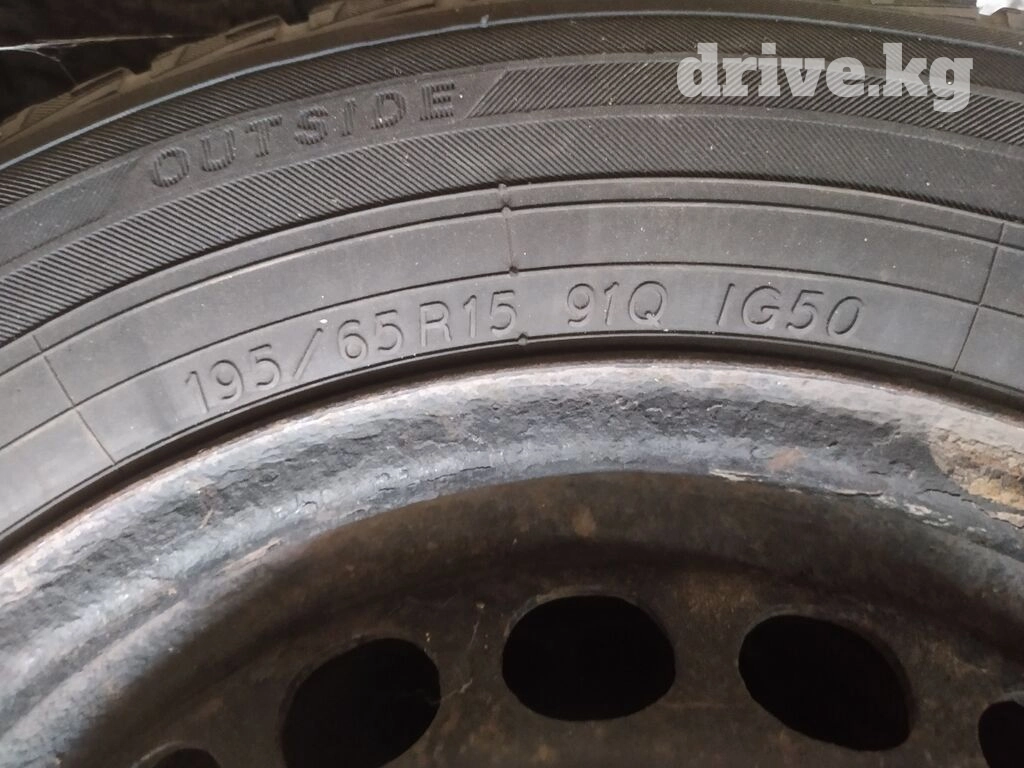 drive.kg
OUTSIDE
195/65R15 91Q IG50